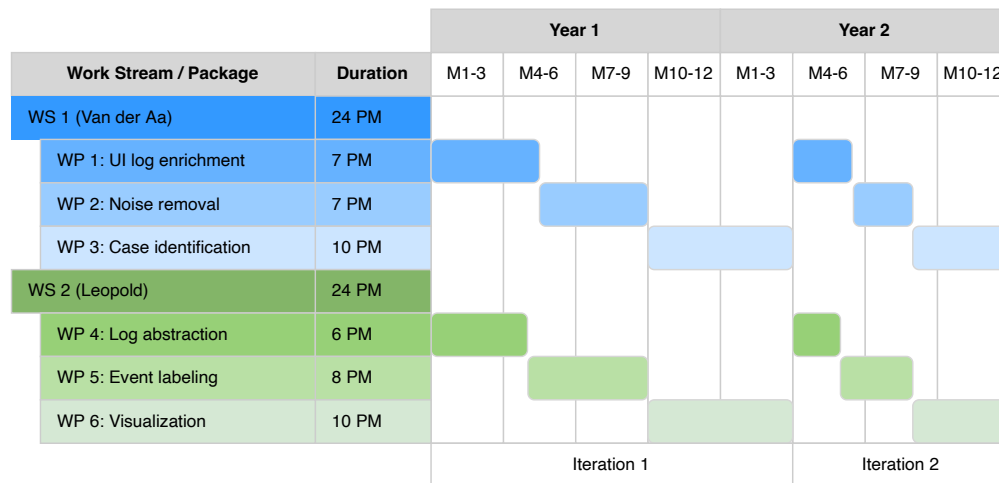 Year 1 Year 2
Work Stream / Package Duration M1-3 M4-6 M7-9 M10-12 M1-3 M4-6 M7-9 M10-12
WS 1 (Van der Aa) 24 PM
WP 1: UI log enrichment 7 PM
WP 2: Noise removal 7 PM
WP 3: Case identification 10 PM
WS 2 (Leopold) 24 PM
WP 4: Log abstraction 6 PM
WP 5: Event labeling 8 PM
WP 6: Visualization 10 PM
Iteration 1 Iteration 2